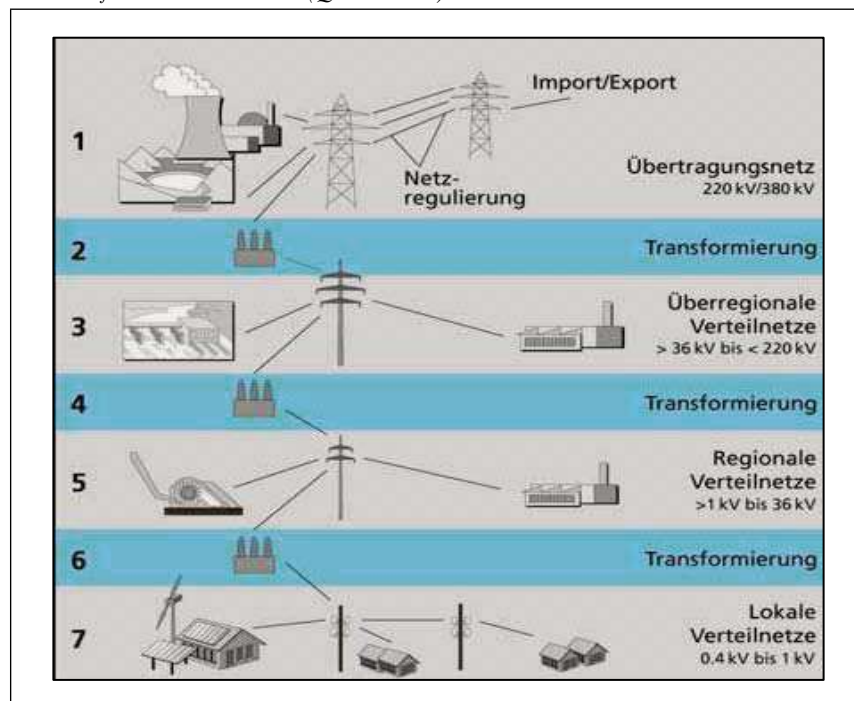 1
Import/Export
Netz-
regulierung
Übertragungsnetz
220 kV/380 kV
2
Transformierung
3
Überregionale
Verteilnetze
> 36 kV bis < 220 kV
4
Transformierung
5
Regionale
Verteilnetze
>1 kV bis 36 kV
6
Transformierung
7
Lokale
Verteilnetze
0.4 kV bis 1 kV